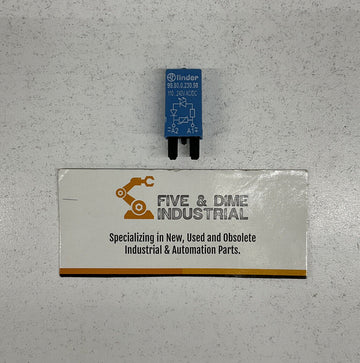 finder
99.80.0.230.98
110...240V AC/DC
-A2 A1+
FIVE & DIME
INDUSTRIAL
Specializing in New, Used and Obsolete
Industrial & Automation Parts.